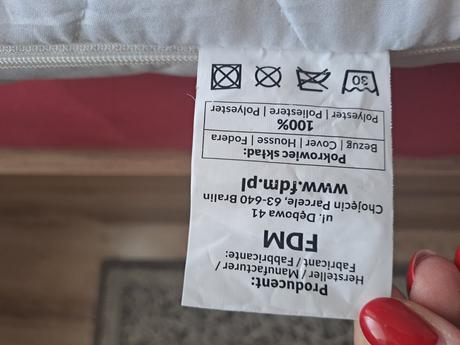 Producent:
Hersteller / Manufacturer /
Fabricant / Fabbricante:
FDM
ul. Dębowa 41
Chojęcin Parcele, 63-640 Bralin
www.fdm.pl
Pokrowiec skład:
Bezug | Cover | Housse | Fodera
100%
Polyester | Poliestere | Polyester
30